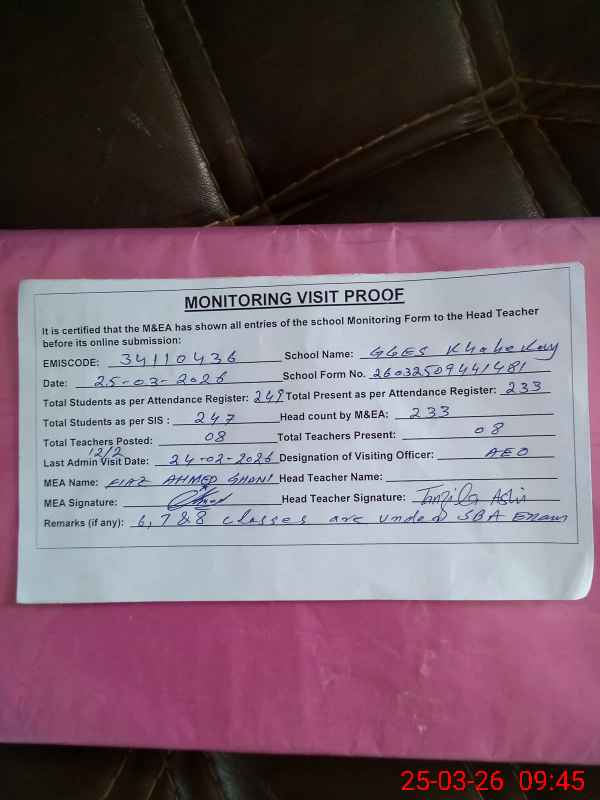 MONITORING VISIT PROOF
It is certified that the M&EA has shown all entries of the school Monitoring Form to the Head Teacher
before its online submission:
EMISCODE: 34110436 School Name: GGES
Date: 25-03-2026 School Form No. 26032509441481
Total Students as per Attendance Register: 249 Total Present as per Attendance Register: 233
Total Students as per SIS : 247 Head count by M&EA: 233
Total Teachers Posted: 08 Total Teachers Present: 08
12/2
Last Admin Visit Date: 24-02-2026 Designation of Visiting Officer: AEO
MEA Name: FIAZ AHMED GHANI Head Teacher Name:
MEA Signature: Head Teacher Signature: Tanzila
Remarks (if any): 6, 7 & 8 classes are under SBA Exam
25-03-26 09:45